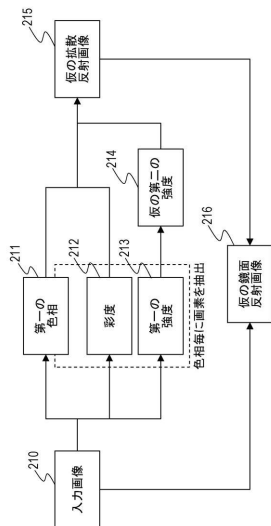 210
入力画像
211
第一の
色相
212
彩度
213
第一の
強度
色相毎に画素を抽出
214
仮の第二の
強度
215
仮の拡散
反射画像
216
仮の鏡面
反射画像